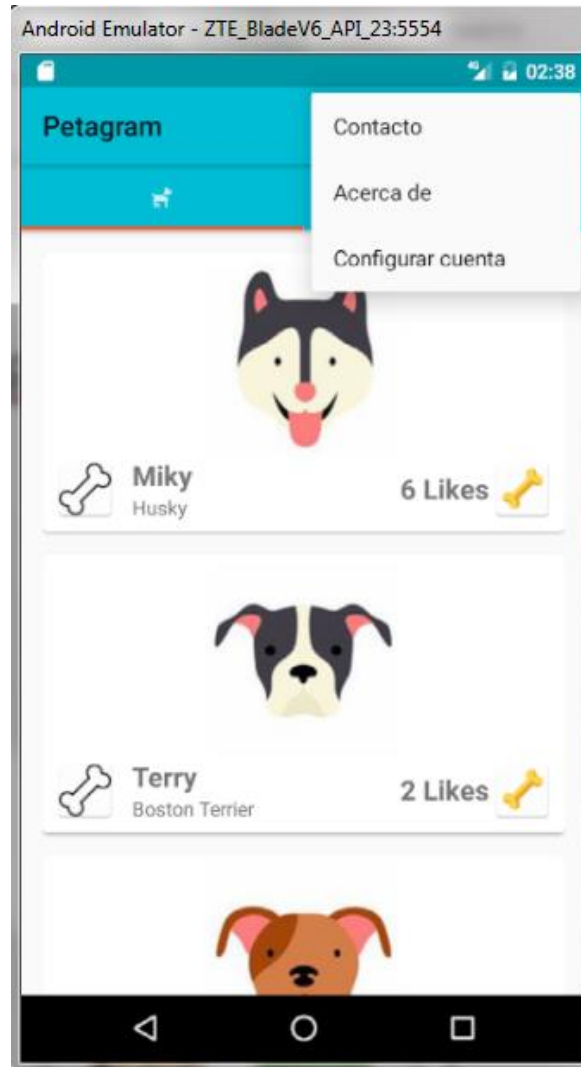 Android Emulator - ZTE_BladeV6_API_23:5554
4G 02:38
Petagram
Contacto
Acerca de
Configurar cuenta
Miky
Husky
6 Likes
Terry
Boston Terrier
2 Likes